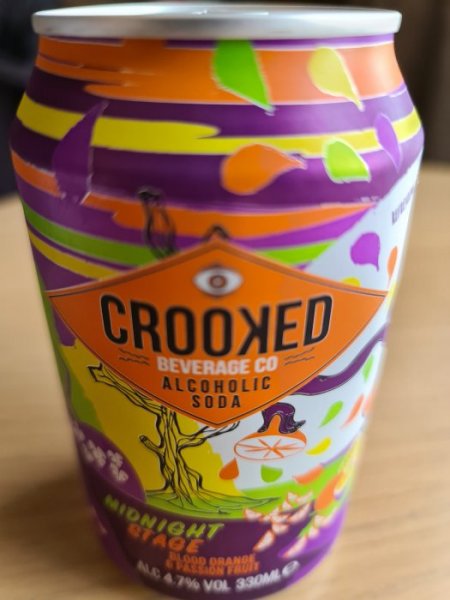 CROOKED
BEVERAGE CO
ALCOHOLIC
SODA
MIDNIGHT
STAGE
BLOOD ORANGE
& PASSION FRUIT
ALC 4.7% VOL 330ML e